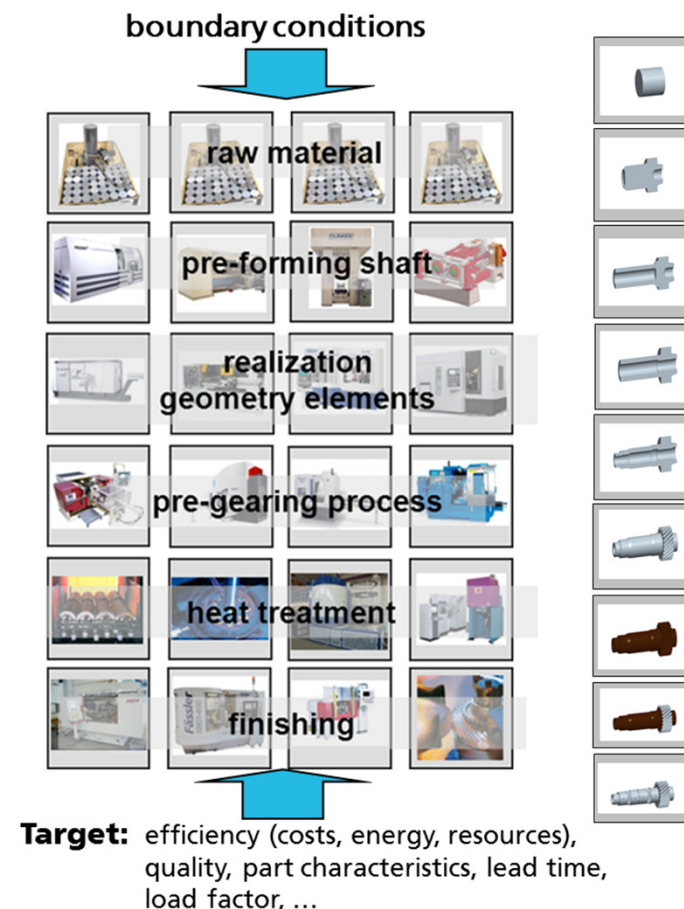 boundary conditions
raw material
pre-forming shaft
realization
geometry elements
pre-gearing process
heat treatment
Fässler
finishing
Target: efficiency (costs, energy, resources),
quality, part characteristics, lead time,
load factor, ...